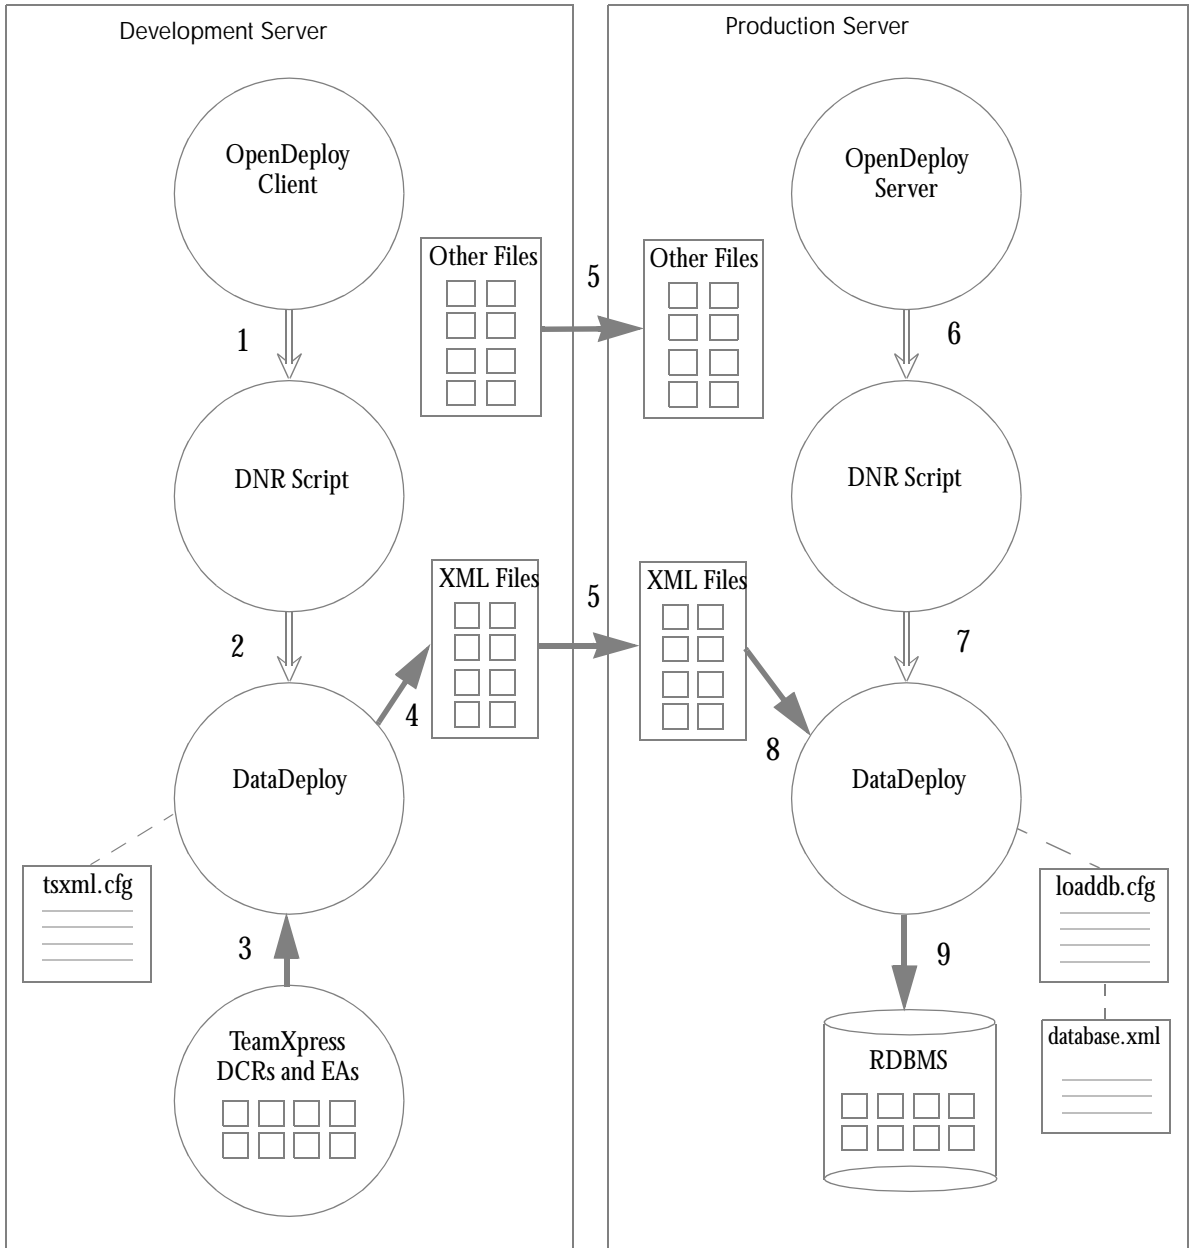 Development Server
Production Server
OpenDeploy
Client
OpenDeploy
Server
Other Files
5
Other Files
1
6
DNR Script
DNR Script
XML Files
5
XML Files
2
7
4
8
DataDeploy
DataDeploy
tsxml.cfg
loaddb.cfg
3
9
TeamXpress
DCRs and EAs
RDBMS
database.xml